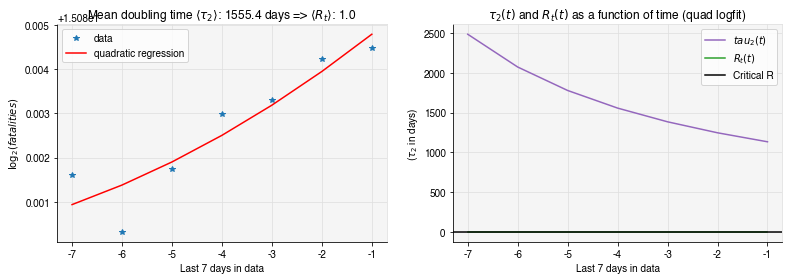 Mean doubling time ⟨τ₂⟩: 1555.4 days => ⟨Rₜ⟩: 1.0
data
quadratic regression
0.005
0.004
0.003
0.002
0.001
log₂(fatalities)
-7 -6 -5 -4 -3 -2 -1
Last 7 days in data
τ₂(t) and Rₜ(t) as a function of time (quad logfit)
tau₂(t)
Rₜ(t)
Critical R
2500
2000
1500
1000
500
0
(τ₂ in days)
-7 -6 -5 -4 -3 -2 -1
Last 7 days in data